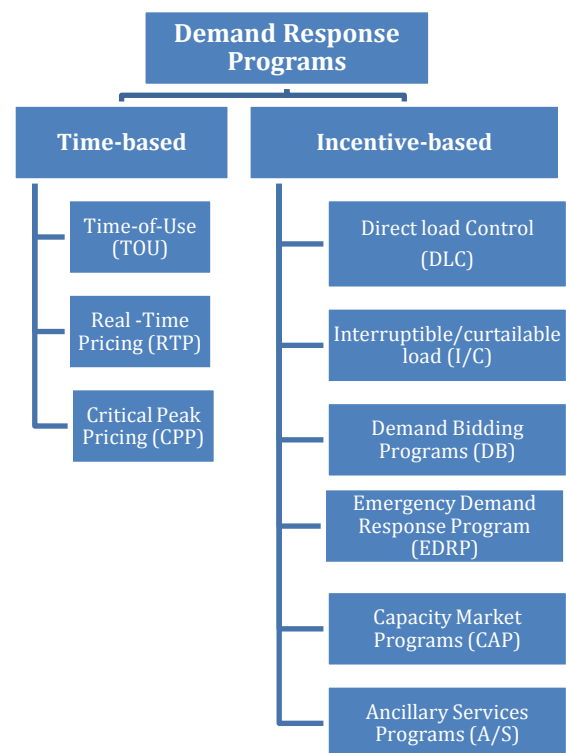 Demand Response
Programs
Time-based
Incentive-based
Time-of-Use
(TOU)
Real -Time
Pricing (RTP)
Critical Peak
Pricing (CPP)
Direct load Control
(DLC)
Interruptible/curtailable
load (I/C)
Demand Bidding
Programs (DB)
Emergency Demand
Response Program
(EDRP)
Capacity Market
Programs (CAP)
Ancillary Services
Programs (A/S)